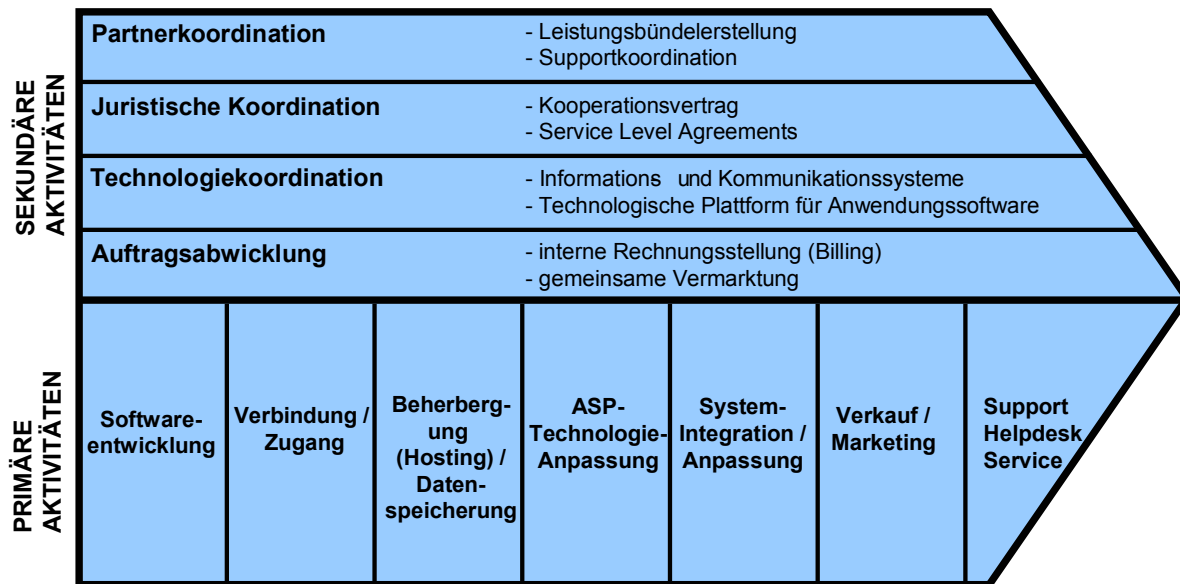 SEKUNDÄRE
AKTIVITÄTEN
Partnerkoordination
- Leistungsbündelerstellung
- Supportkoordination
Juristische Koordination
- Kooperationsvertrag
- Service Level Agreements
Technologiekoordination
- Informations und Kommunikationssysteme
- Technologische Plattform für Anwendungssoftware
Auftragsabwicklung
- interne Rechnungsstellung (Billing)
- gemeinsame Vermarktung
PRIMÄRE
AKTIVITÄTEN
Software-
entwicklung
Verbindung /
Zugang
Beherberg-
ung
(Hosting) /
Daten-
speicherung
ASP-
Technologie-
Anpassung
System-
Integration /
Anpassung
Verkauf /
Marketing
Support
Helpdesk
Service